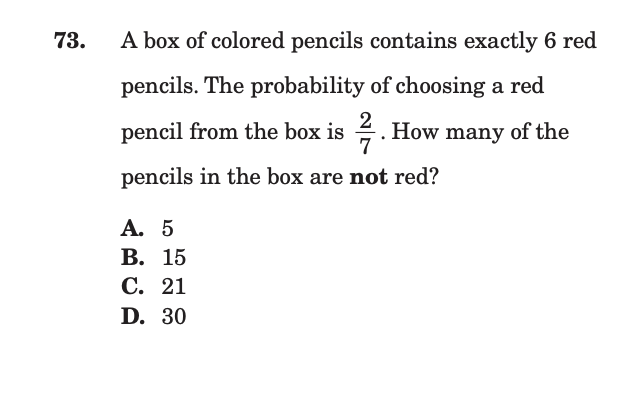 73. A box of colored pencils contains exactly 6 red
pencils. The probability of choosing a red
pencil from the box is 2/7. How many of the
pencils in the box are not red?
A. 5
B. 15
C. 21
D. 30